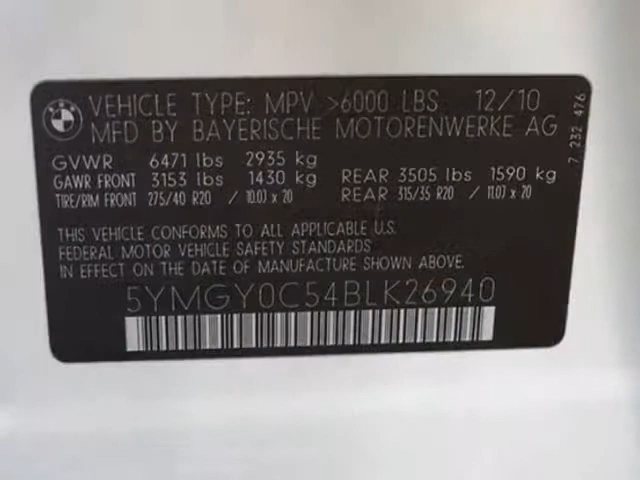 VEHICLE TYPE: MPV >6000 LBS 12/10
MFD BY BAYERISCHE MOTORENWERKE AG
7 232 476
GVWR 6471 lbs 2935 kg
GAWR FRONT 3153 lbs 1430 kg REAR 3505 lbs 1590 kg
TIRE/RIM FRONT 275/40 R20 / 10.0J x 20 REAR 315/35 R20 / 11.0J x 20
THIS VEHICLE CONFORMS TO ALL APPLICABLE U.S.
FEDERAL MOTOR VEHICLE SAFETY STANDARDS
IN EFFECT ON THE DATE OF MANUFACTURE SHOWN ABOVE.
5YMGY0C54BLK26940